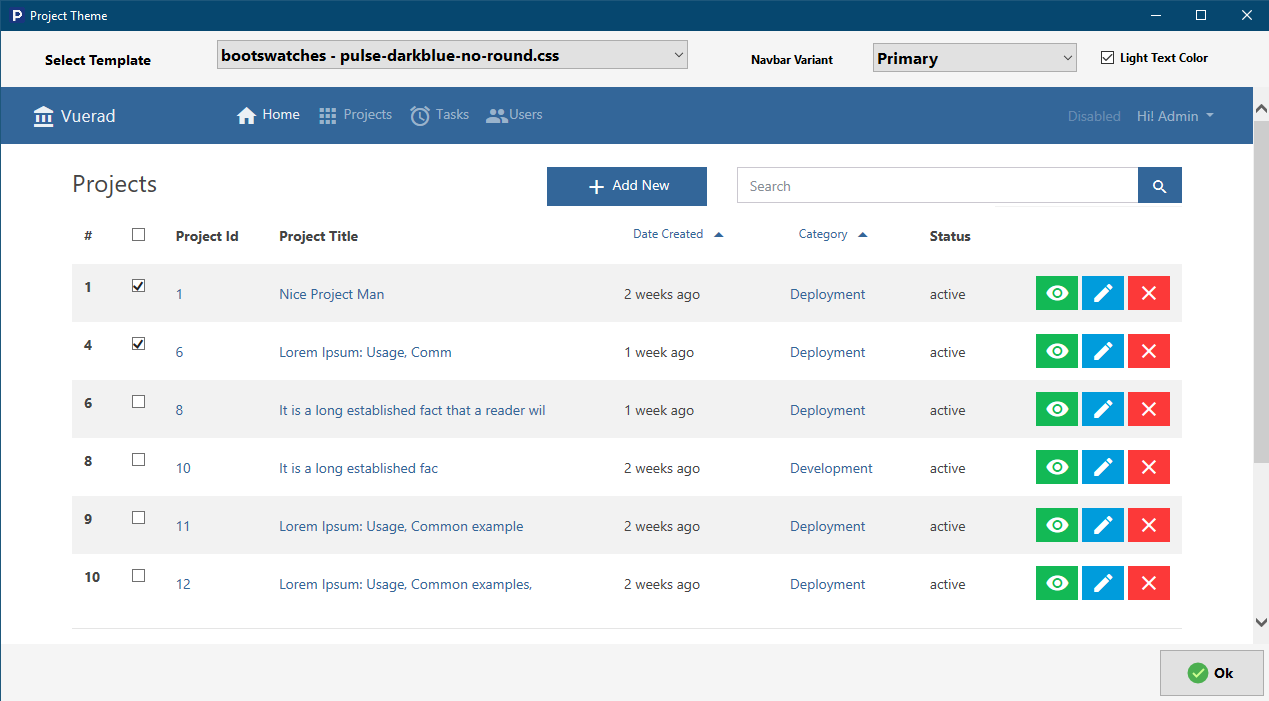 Project Theme
Select Template bootswatches - pulse-darkblue-no-round.css Navbar Variant Primary Light Text Color
Vuerad Home Projects Tasks Users Disabled Hi! Admin
Projects Add New Search
# Project Id Project Title Date Created Category Status
1 1 Nice Project Man 2 weeks ago Deployment active
4 6 Lorem Ipsum: Usage, Comm 1 week ago Deployment active
6 8 It is a long established fact that a reader wil 1 week ago Deployment active
8 10 It is a long established fac 2 weeks ago Development active
9 11 Lorem Ipsum: Usage, Common example 2 weeks ago Deployment active
10 12 Lorem Ipsum: Usage, Common examples, 2 weeks ago Deployment active
Ok